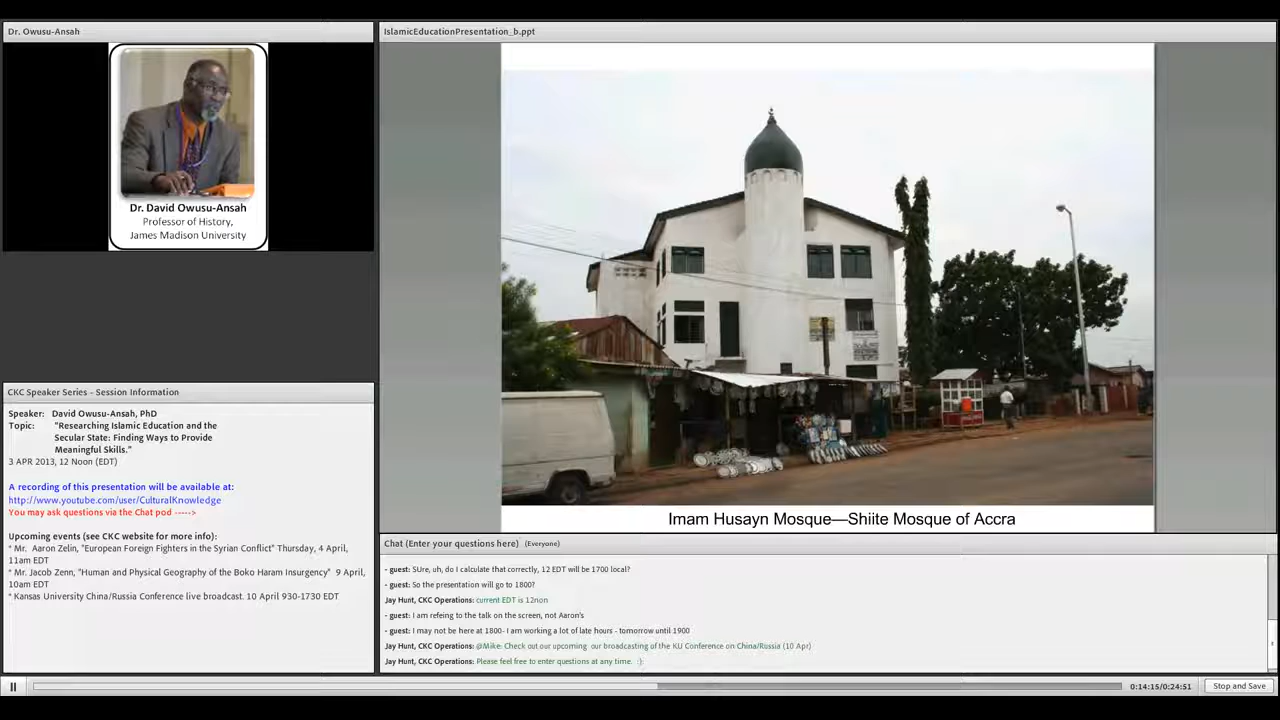 Dr. Owusu-Ansah
Dr. David Owusu-Ansah
Professor of History,
James Madison University
CKC Speaker Series - Session Information
Speaker: David Owusu-Ansah, PhD
Topic: "Researching Islamic Education and the
Secular State: Finding Ways to Provide
Meaningful Skills."
3 APR 2013, 12 Noon (EDT)
A recording of this presentation will be available at:
http://www.youtube.com/user/CulturalKnowledge
You may ask questions via the Chat pod ----->
Upcoming events (see CKC website for more info):
* Mr. Aaron Zelin, "European Foreign Fighters in the Syrian Conflict" Thursday, 4 April,
11am EDT
* Mr. Jacob Zenn, "Human and Physical Geography of the Boko Haram Insurgency" 9 April,
10am EDT
* Kansas University China/Russia Conference live broadcast. 10 April 930-1730 EDT
IslamicEducationPresentation_b.ppt
Imam Husayn Mosque—Shiite Mosque of Accra
Chat (Enter your questions here) (Everyone)
- guest: SUre, uh, do I calculate that correctly, 12 EDT will be 1700 local?
- guest: So the presentation will go to 1800?
Jay Hunt, CKC Operations: current EDT is 12non
- guest: I am refeing to the talk on the screen, not Aaron's
- guest: I may not be here at 1800- I am working a lot of late hours - tomorrow until 1900
Jay Hunt, CKC Operations: @Mike: Check out our upcoming our broadcasting of the KU Conference on China/Russia (10 Apr)
Jay Hunt, CKC Operations: Please feel free to enter questions at any time. :)
0:14:15/0:24:51
Stop and Save